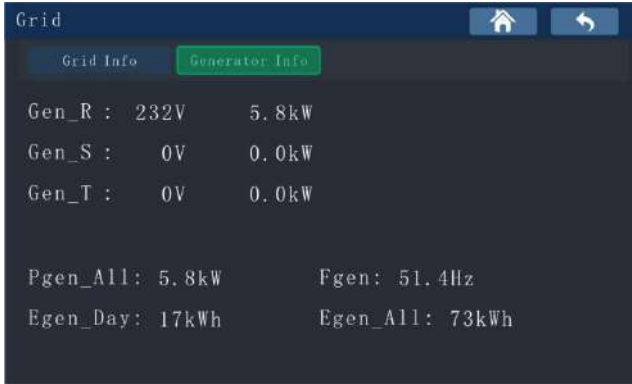 Grid
Grid Info Generator Info
Gen_R : 232V 5.8kW
Gen_S : 0V 0.0kW
Gen_T : 0V 0.0kW
Pgen_All: 5.8kW Fgen: 51.4Hz
Egen_Day: 17kWh Egen_All: 73kWh